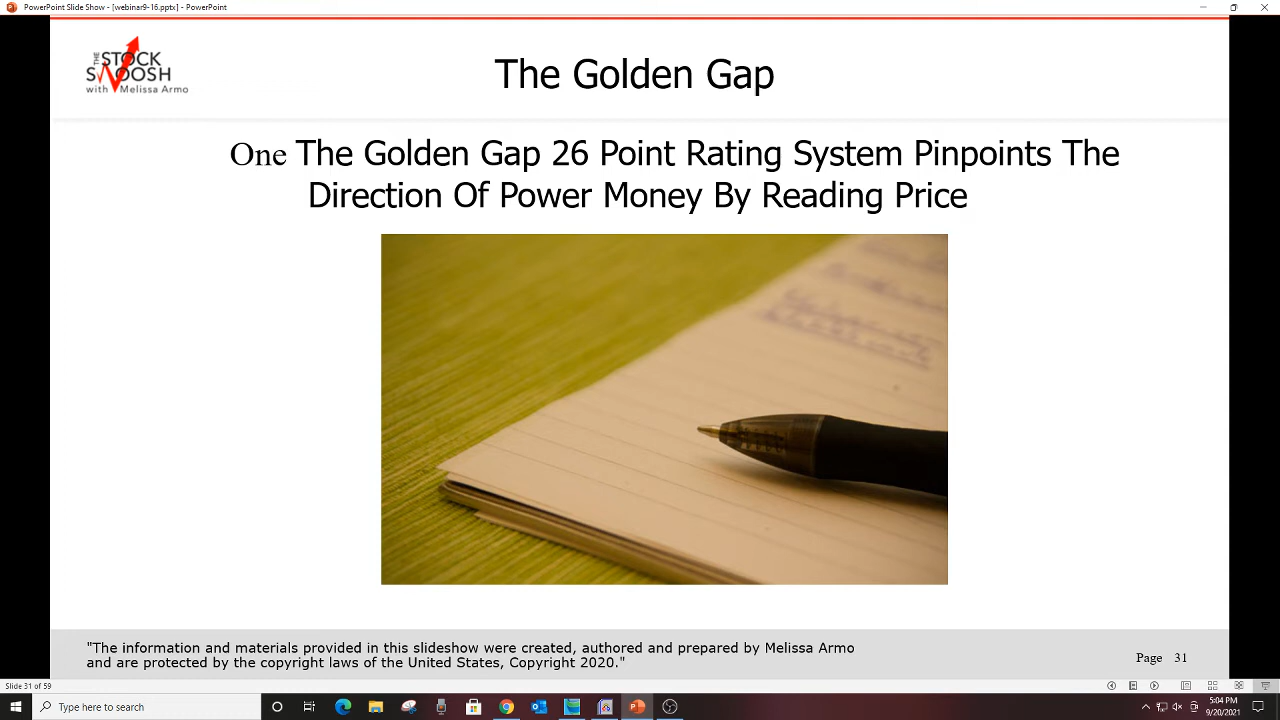 PowerPoint Slide Show - [webinar9-16.pptx] - PowerPoint
THE
STOCK
SWOOSH
with Melissa Armo
The Golden Gap
One The Golden Gap 26 Point Rating System Pinpoints The
Direction Of Power Money By Reading Price
"The information and materials provided in this slideshow were created, authored and prepared by Melissa Armo
and are protected by the copyright laws of the United States, Copyright 2020."
Page 31
Slide 31 of 59
Type here to search
5:04 PM
9/20/2021